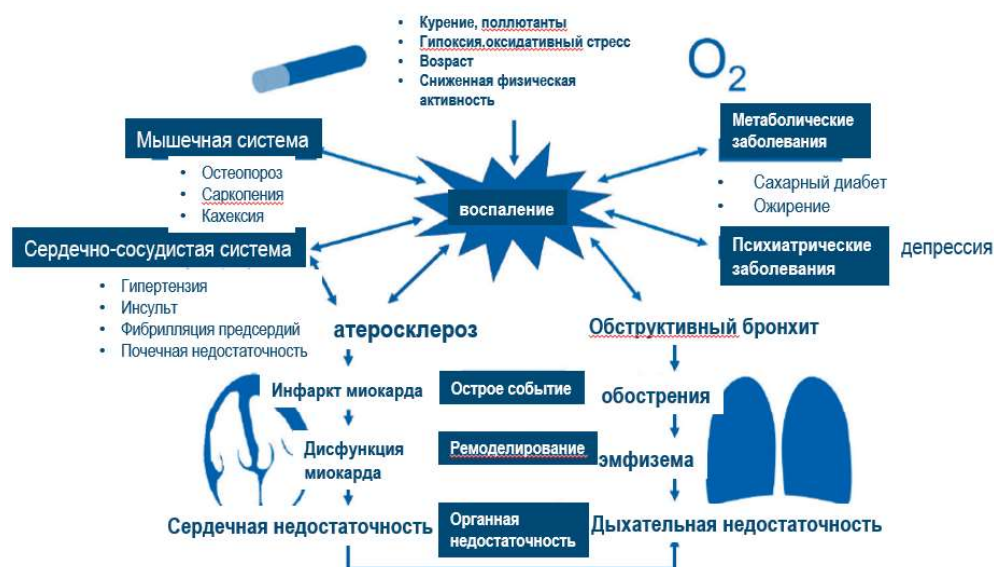 Курение, поллютанты
Гипоксия.оксидативный стресс
Возраст
Сниженная физическая
активность
O2
Мышечная система
Остеопороз
Саркопения
Кахексия
Метаболические
заболевания
Сахарный диабет
Ожирение
воспаление
Сердечно-сосудистая система
Гипертензия
Инсульт
Фибрилляция предсердий
Почечная недостаточность
Психиатрические
заболевания
депрессия
атеросклероз
Обструктивный бронхит
Инфаркт миокарда
Острое событие
обострения
Дисфункция
миокарда
Ремоделирование
эмфизема
Сердечная недостаточность
Органная
недостаточность
Дыхательная недостаточность